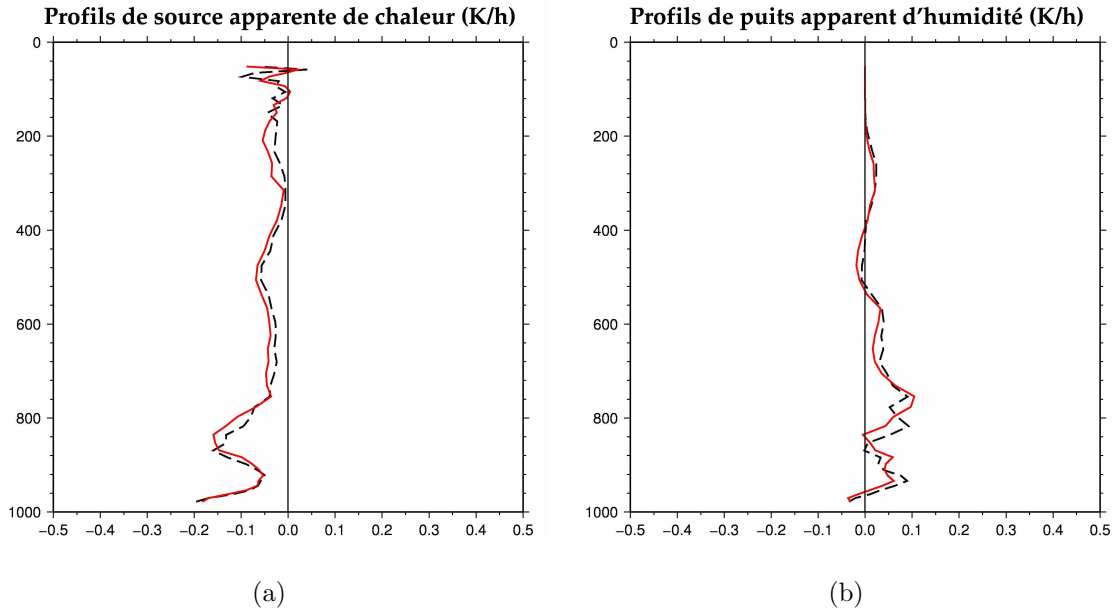 Profils de source apparente de chaleur (K/h)
0
200
400
600
800
1000
−0.5 −0.4 −0.3 −0.2 −0.1 0.0 0.1 0.2 0.3 0.4 0.5
(a)
Profils de puits apparent d’humidité (K/h)
0
200
400
600
800
1000
−0.5 −0.4 −0.3 −0.2 −0.1 0.0 0.1 0.2 0.3 0.4 0.5
(b)